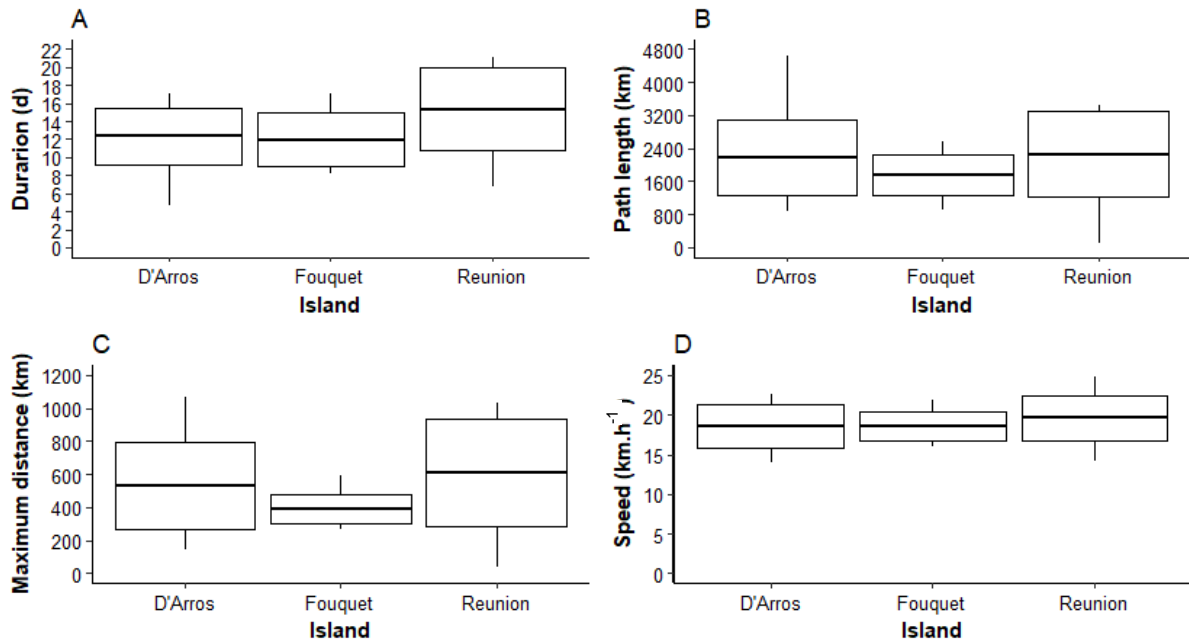 A
Durarion (d)
22
20
18
16
14
12
10
8
6
4
2
0
D'Arros Fouquet Reunion
Island
B
Path length (km)
4800
4000
3200
2400
1600
800
0
D'Arros Fouquet Reunion
Island
C
Maximum distance (km)
1200
1000
800
600
400
200
0
D'Arros Fouquet Reunion
Island
D
Speed (km.h⁻¹)
25
20
15
10
5
0
D'Arros Fouquet Reunion
Island